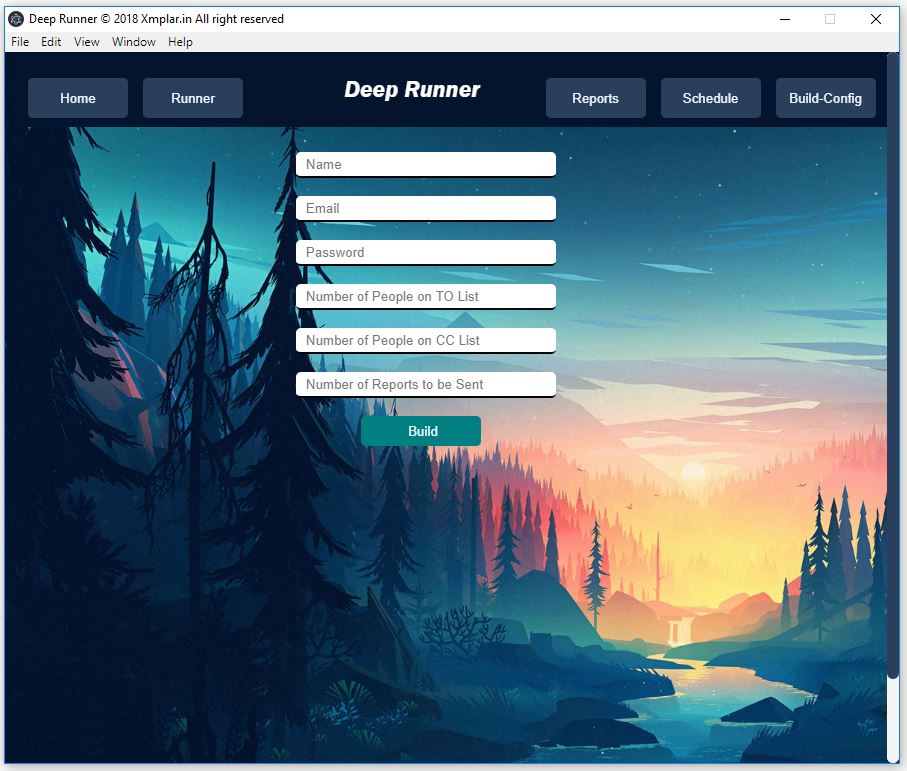 Deep Runner © 2018 Xmplar.in All right reserved
File Edit View Window Help
Home Runner Deep Runner Reports Schedule Build-Config
Name
Email
Password
Number of People on TO List
Number of People on CC List
Number of Reports to be Sent
Build